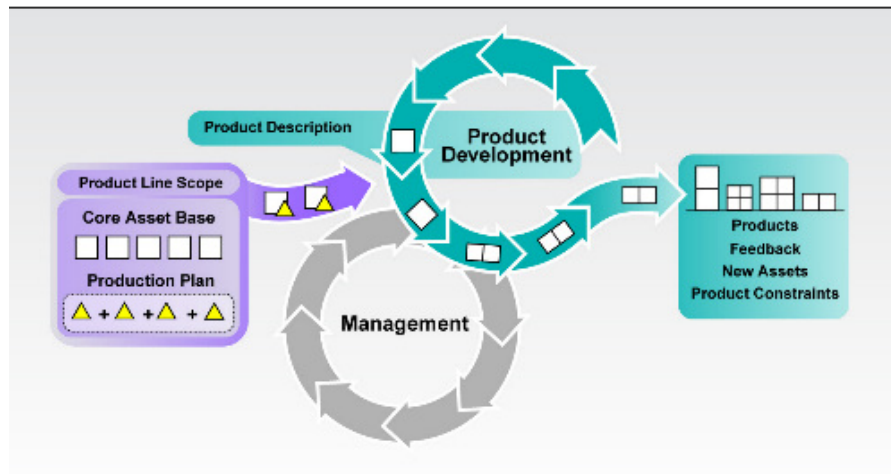 Product Description
Product
Development
Product Line Scope
Core Asset Base
Production Plan
+ + +
Management
Products
Feedback
New Assets
Product Constraints